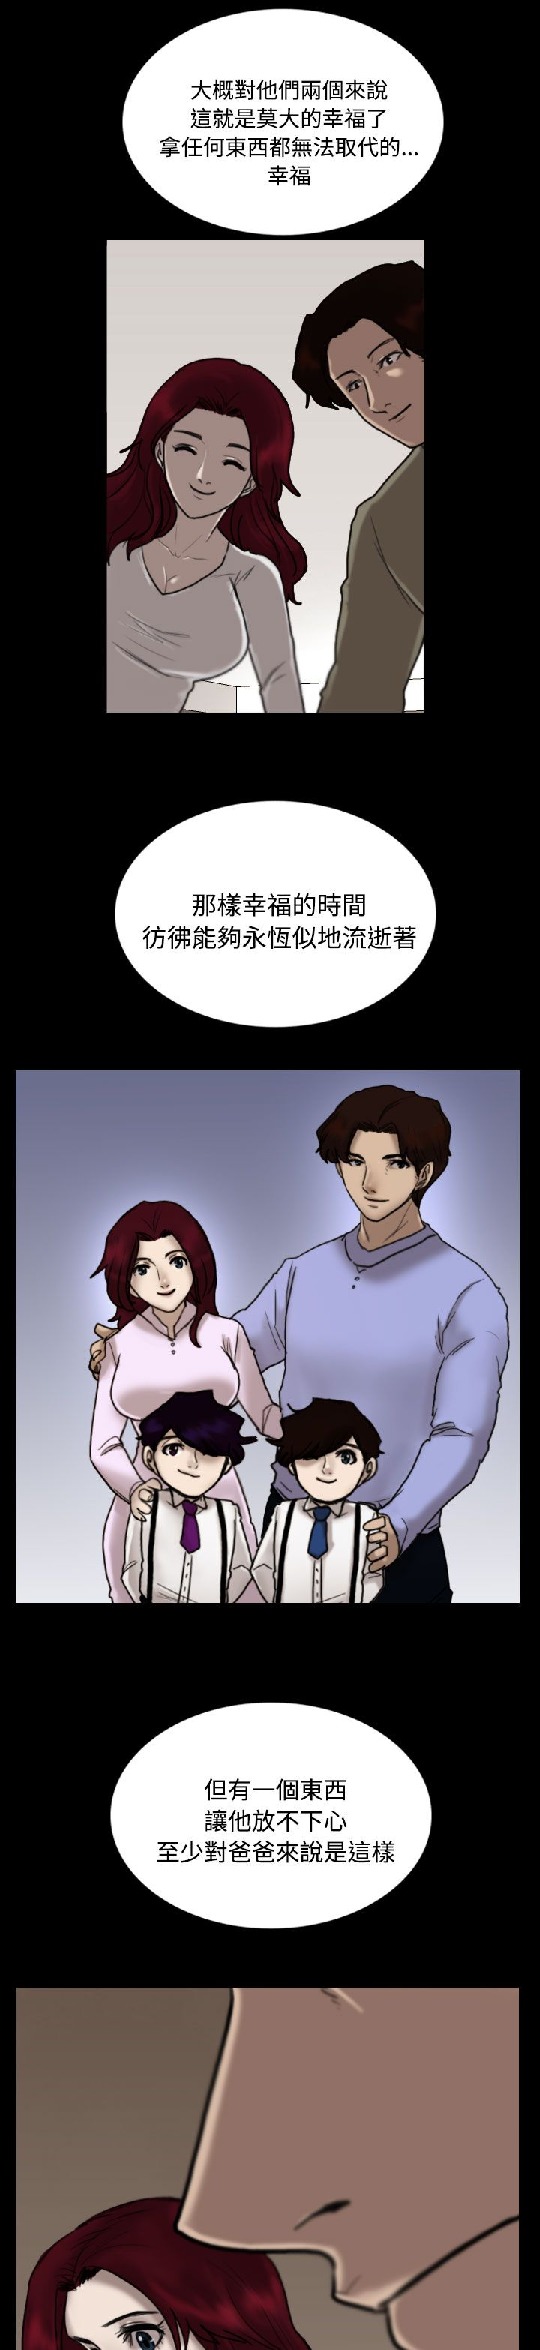 大概對他們兩個來說
這就是莫大的幸福了
拿任何東西都無法取代的...
幸福
那樣幸福的時間
彷彿能夠永恆似地流逝著
但有一個東西
讓他放不下心
至少對爸爸來說是這樣